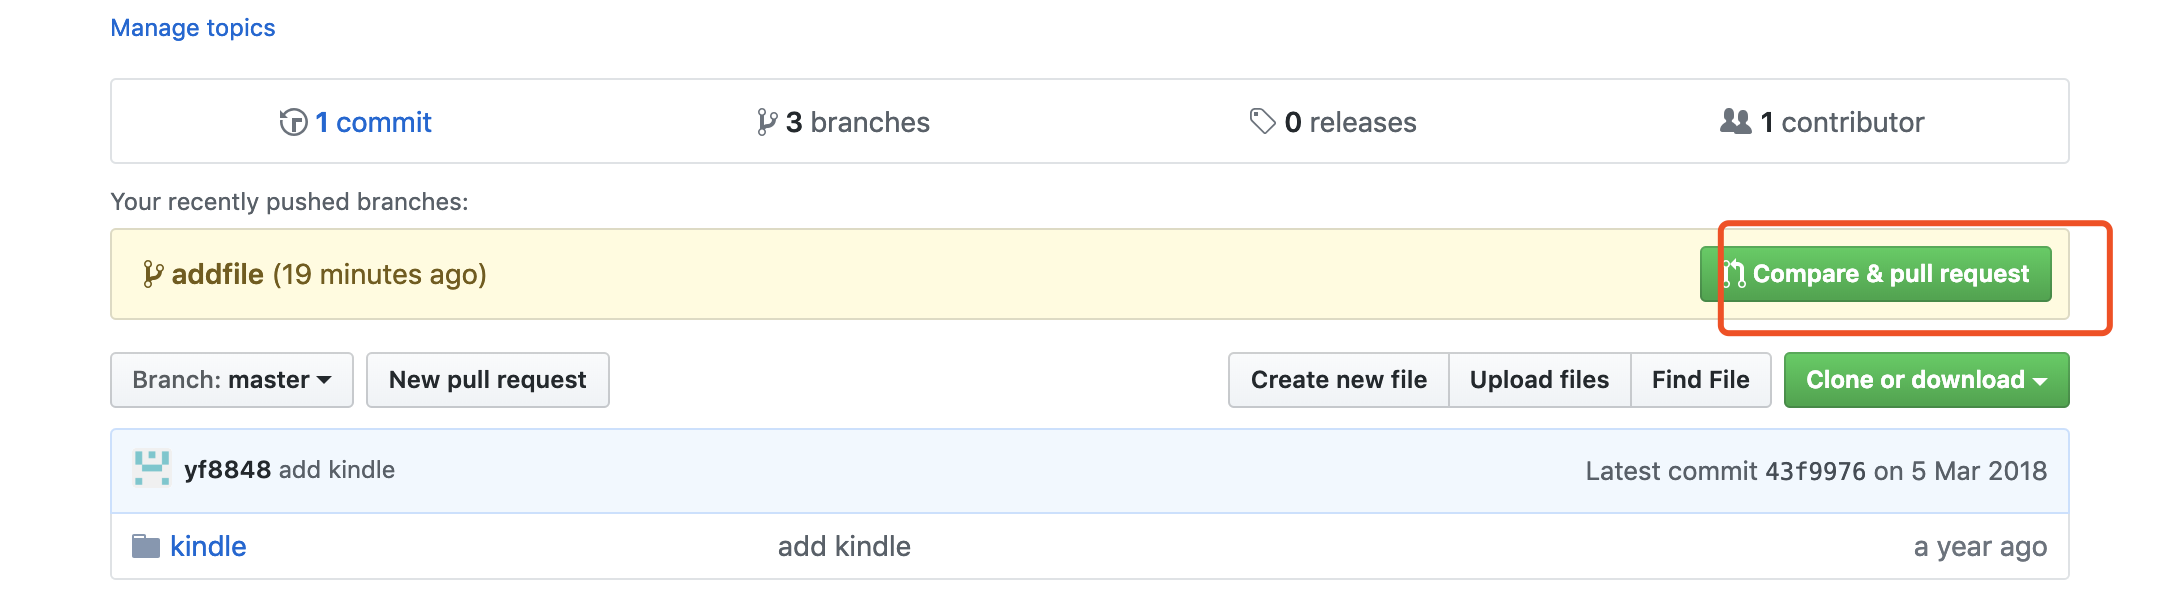 Manage topics
1 commit 3 branches 0 releases 1 contributor
Your recently pushed branches:
addfile (19 minutes ago) Compare & pull request
Branch: master New pull request Create new file Upload files Find File Clone or download
yf8848 add kindle Latest commit 43f9976 on 5 Mar 2018
kindle add kindle a year ago